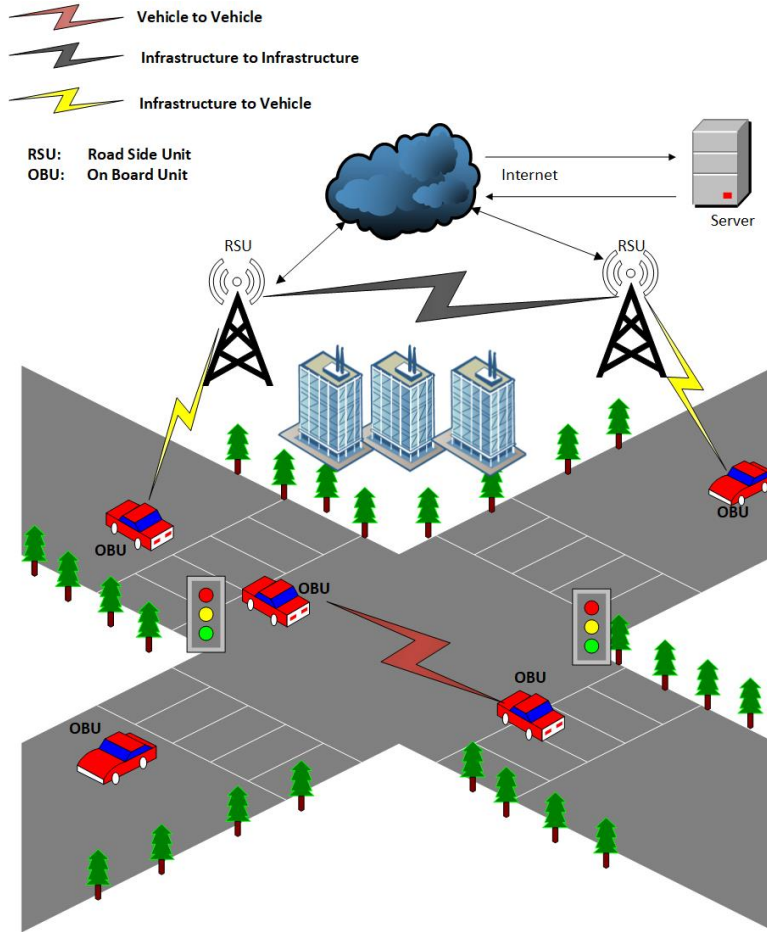 Vehicle to Vehicle
Infrastructure to Infrastructure
Infrastructure to Vehicle
RSU: Road Side Unit
OBU: On Board Unit
Internet
Server
RSU
RSU
OBU
OBU
OBU
OBU
OBU